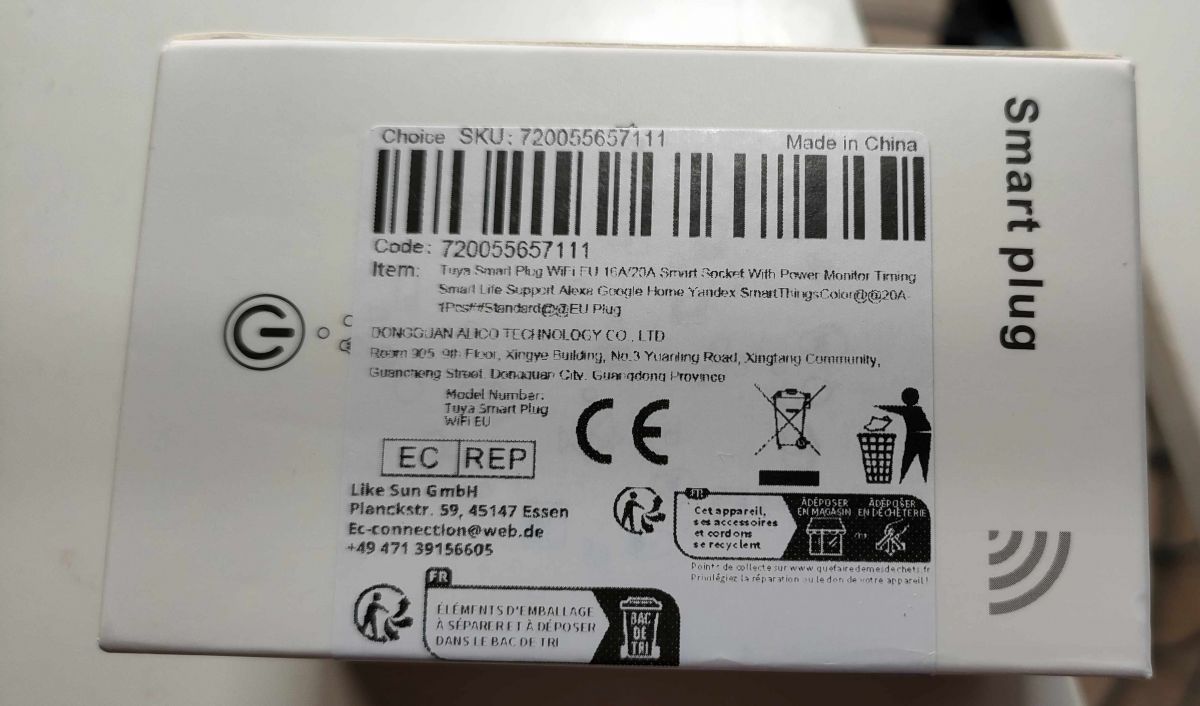 Smart plug
Choice SKU: 720055657111
Made in China
Code: 720055657111
Item: Tuya Smart Plug WiFi EU 16A/20A Smart Socket With Power Monitor Timing
Smart Life Support Alexa Google Home Yandex SmartThingsColor@@20A-
1Pcs##Standard@@EU Plug
DONGGUAN ALICO TECHNOLOGY CO., LTD
Room 905, 9th Floor, Xingye Building, No.3 Yuanling Road, Xingtang Community,
Guancheng Street, Dongguan City, Guangdong Province
Model Number:
Tuya Smart Plug
WiFi EU
CE
EC REP
Like Sun GmbH
Planckstr. 59, 45147 Essen
Ec-connection@web.de
+49 471 39156605
FR
Cet appareil,
ses accessoires
et cordons
se recyclent
À DÉPOSER
EN MAGASIN
À DÉPOSER
EN DÉCHÈTERIE
Points de collecte sur www.quefairedemesdechets.fr
Privilégiez la réparation ou le don de votre appareil!
FR
ÉLÉMENTS D'EMBALLAGE
À SÉPARER ET À DÉPOSER
DANS LE BAC DE TRI
BAC
DE
TRI